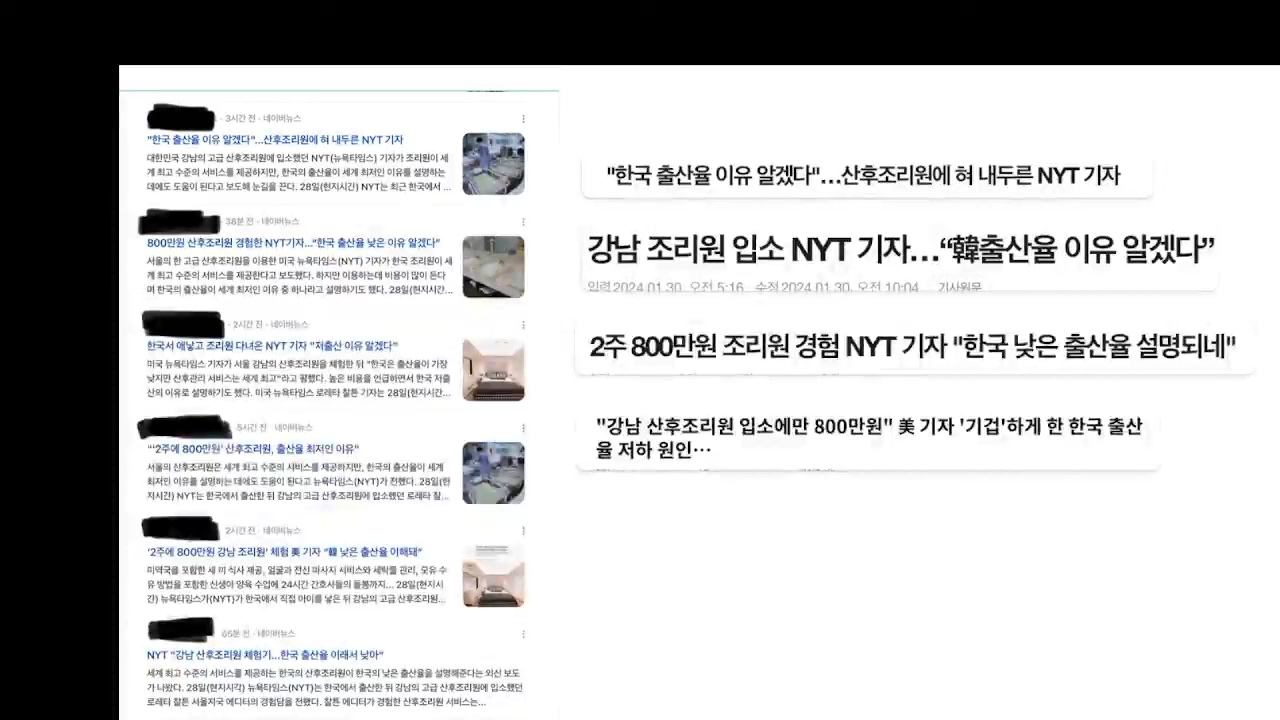 3시간 전 · 네이버뉴스
"한국 출산율 이유 알겠다"...산후조리원에 혀 내두른 NYT 기자
대한민국 강남의 고급 산후조리원에 입소했던 NYT(뉴욕타임스) 기자가 조리원이 세
계 최고 수준의 서비스를 제공하지만, 한국의 출산율이 세계 최저인 이유를 설명하는
데에도 도움이 된다고 보도해 눈길을 끈다. 28일(현지시간) NYT는 최근 한국에서 ...
38분 전 · 네이버뉴스
800만원 산후조리원 경험한 NYT기자..."한국 출산율 낮은 이유 알겠다"
서울의 한 고급 산후조리원을 이용한 미국 뉴욕타임스(NYT) 기자가 한국 조리원이 세
계 최고 수준의 서비스를 제공한다고 보도했다. 하지만 이용하는데 비용이 많이 든다
며 한국의 출산율이 세계 최저인 이유 중 하나라고 설명하기도 했다. 28일(현지시간...
2시간 전 · 네이버뉴스
한국서 애낳고 조리원 다녀온 NYT 기자 "저출산 이유 알겠다"
미국 뉴욕타임스 기자가 서울 강남의 산후조리원을 체험한 뒤 "한국은 출산율이 가장
낮지만 산후관리 서비스는 세계 최고"라고 평했다. 높은 비용을 언급하면서 한국 저출
산의 이유로 설명하기도 했다. 미국 뉴욕타임스 로레타 찰튼 기자는 28일(현지시간)...
5시간 전 · 네이버뉴스
"'2주에 800만원' 산후조리원, 출산율 최저인 이유"
서울의 산후조리원은 세계 최고 수준의 서비스를 제공하지만, 한국의 출산율이 세계
최저인 이유를 설명하는 데에도 도움이 된다고 뉴욕타임스(NYT)가 전했다. 28일(현
지시간) NYT는 한국에서 출산한 뒤 강남의 고급 산후조리원에 입소했던 로레타 찰...
2시간 전 · 네이버뉴스
'2주에 800만원 강남 조리원' 체험 美 기자 "韓 낮은 출산율 이해돼"
미역국을 포함한 세 끼 식사 제공, 얼굴과 전신 마사지 서비스와 세탁물 관리, 모유 수
유 방법을 포함한 신생아 양육 수업에 24시간 간호사들의 돌봄까지... 28일(현지시
간) 뉴욕타임스가(NYT)가 한국에서 직접 아이를 낳은 뒤 강남의 고급 산후조리원...
65분 전 · 네이버뉴스
NYT "강남 산후조리원 체험기...한국 출산율 이래서 낮아"
세계 최고 수준의 서비스를 제공하는 한국의 산후조리원이 한국의 낮은 출산율을 설명해준다는 외신 보도
가 나왔다. 28일(현지시각) 뉴욕타임스(NYT)는 한국에서 출산한 뒤 강남의 고급 산후조리원에 입소했던
로레타 찰튼 서울지국 에디터의 경험담을 전했다. 찰튼 에디터가 경험한 산후조리원 서비스는...
"한국 출산율 이유 알겠다"...산후조리원에 혀 내두른 NYT 기자
강남 조리원 입소 NYT 기자...“韓출산율 이유 알겠다”
입력 2024.01.30. 오전 5:16 수정 2024.01.30. 오전 10:04 기사원문
2주 800만원 조리원 경험 NYT 기자 "한국 낮은 출산율 설명되네"
"강남 산후조리원 입소에만 800만원" 美 기자 '기겁'하게 한 한국 출산
율 저하 원인…